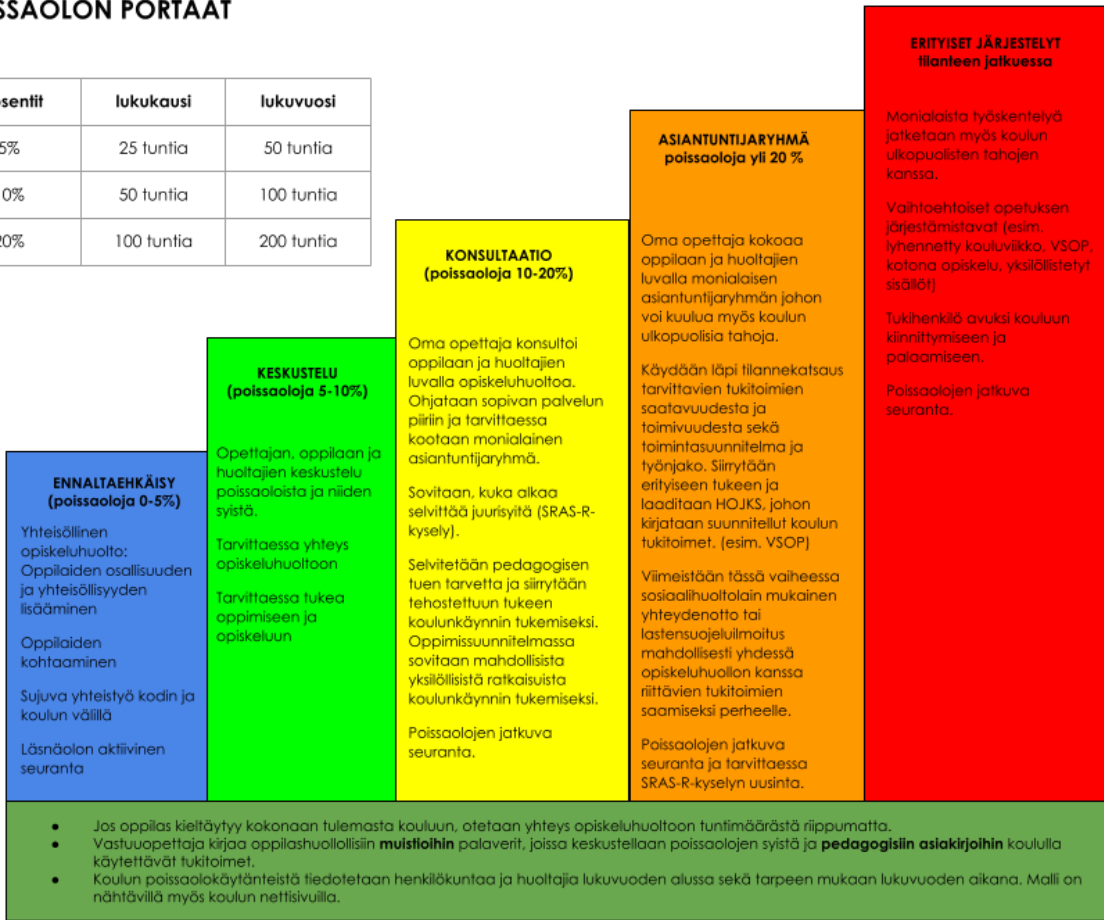 SSAOLON PORTAAT
sentit lukukausi lukuvuosi
5% 25 tuntia 50 tuntia
0% 50 tuntia 100 tuntia
20% 100 tuntia 200 tuntia
ENNALTAEHKÄISY
(poissaoloja 0-5%)
Yhteisöllinen
opiskeluhuolto:
Oppilaiden osallisuuden
ja yhteisöllisyyden
lisääminen
Oppilaiden
kohtaaminen
Sujuva yhteistyö kodin ja
koulun välillä
Läsnäolon aktiivinen
seuranta
KESKUSTELU
(poissaoloja 5-10%)
Opettajan, oppilaan ja
huoltajien keskustelu
poissaoloista ja niiden
syistä.
Tarvittaessa yhteys
opiskeluhuoltoon
Tarvittaessa tukea
oppimiseen ja
opiskeluun
KONSULTAATIO
(poissaoloja 10-20%)
Oma opettaja konsultoi
oppilaan ja huoltajien
luvalla opiskeluhuoltoa.
Ohjataan sopivan palvelun
piiriin ja tarvittaessa
kootaan monialainen
asiantuntijaryhmä.
Sovitaan, kuka alkaa
selvittää juurisyitä (SRAS-R-
kysely).
Selvitetään pedagogisen
tuen tarvetta ja siirrytään
tehostettuun tukeen
koulunkäynnin tukemiseksi.
Oppimissuunnitelmassa
sovitaan mahdollisista
yksilöllisistä ratkaisuista
koulunkäynnin tukemiseksi.
Poissaolojen jatkuva
seuranta.
ASIANTUNTIJARYHMÄ
poissaoloja yli 20 %
Oma opettaja kokoaa
oppilaan ja huoltajien
luvalla monialaisen
asiantuntijaryhmän johon
voi kuulua myös koulun
ulkopuolisia tahoja.
Käydään läpi tilannekatsaus
tarvittavien tukitoimien
saatavuudesta ja
toimivuudesta sekä
toimintasuunnitelma ja
työnjako. Siirrytään
erityiseen tukeen ja
laaditaan HOJKS, johon
kirjataan suunnitellut koulun
tukitoimet. (esim. VSOP)
Viimeistään tässä vaiheessa
sosiaalihuoltolain mukainen
yhteydenotto tai
lastensuojeluilmoitus
mahdollisesti yhdessä
opiskeluhuollon kanssa
riittävien tukitoimien
saamiseksi perheelle.
Poissaolojen jatkuva
seuranta ja tarvittaessa
SRAS-R-kyselyn uusinta.
ERITYISET JÄRJESTELYT
tilanteen jatkuessa
Monialaista työskentelyä
jatketaan myös koulun
ulkopuolisten tahojen
kanssa.
Vaihtoehtoiset opetuksen
järjestämistavat (esim.
lyhennetty kouluviikko, VSOP,
kotona opiskelu, yksilöllistetyt
sisällöt)
Tukihenkilö avuksi kouluun
kiinnittymiseen ja
palaamiseen.
Poissaolojen jatkuva
seuranta.
● Jos oppilas kieltäytyy kokonaan tulemasta kouluun, otetaan yhteys opiskeluhuoltoon tuntimäärästä riippumatta.
● Vastuuopettaja kirjaa oppilashuollollisiin muistioihin palaverit, joissa keskustellaan poissaolojen syistä ja pedagogisiin asiakirjoihin koululla
käytettävät tukitoimet.
● Koulun poissaolokäytänteistä tiedotetaan henkilökuntaa ja huoltajia lukuvuoden alussa sekä tarpeen mukaan lukuvuoden aikana. Malli on
nähtävillä myös koulun nettisivuilla.